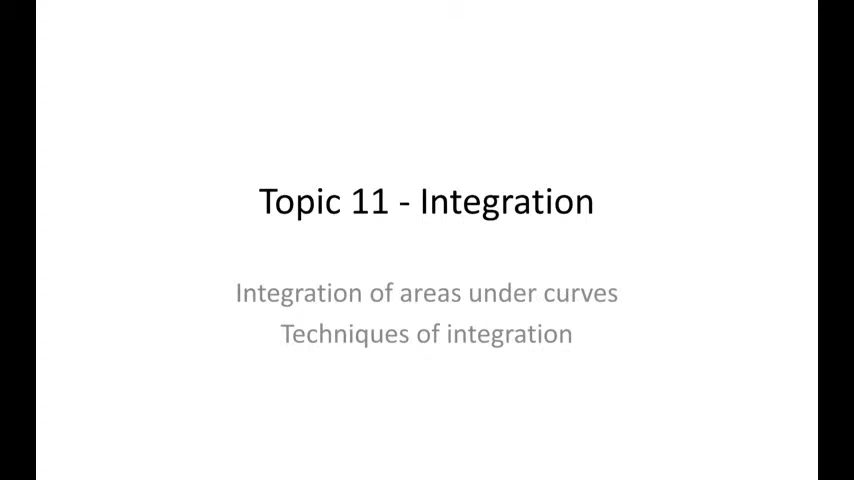 Topic 11 - Integration
Integration of areas under curves
Techniques of integration